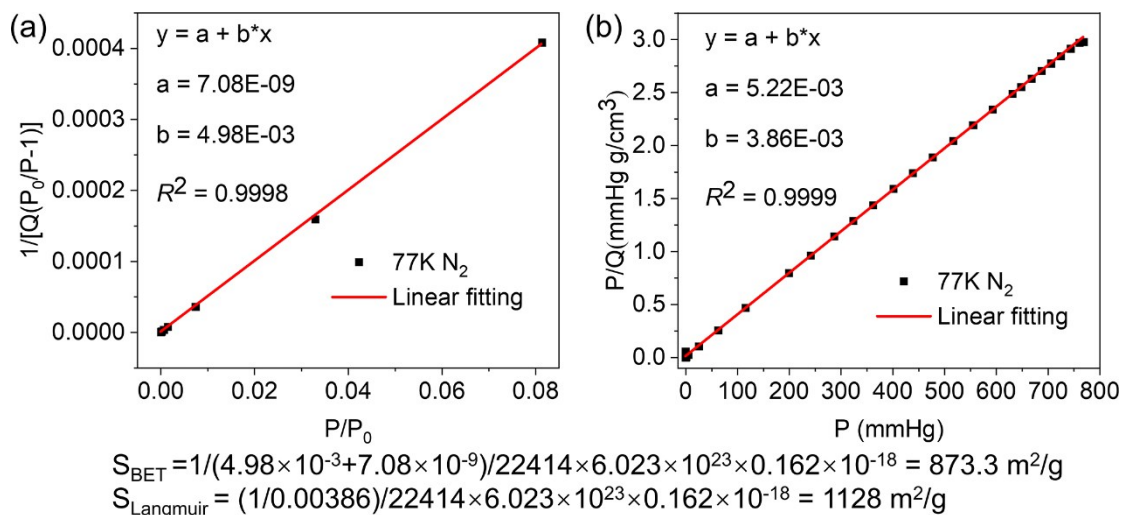 (a)
y = a + b*x
a = 7.08E-09
b = 4.98E-03
R² = 0.9998
77K N₂
Linear fitting
1/[Q(P₀/P-1)]
0.0004
0.0003
0.0002
0.0001
0.0000
0.00 0.02 0.04 0.06 0.08
P/P₀
(b)
y = a + b*x
a = 5.22E-03
b = 3.86E-03
R² = 0.9999
77K N₂
Linear fitting
P/Q(mmHg g/cm³)
3.0
2.5
2.0
1.5
1.0
0.5
0.0
0 100 200 300 400 500 600 700 800
P (mmHg)
S_BET =1/(4.98×10⁻³+7.08×10⁻⁹)/22414×6.023×10²³×0.162×10⁻¹⁸ = 873.3 m²/g
S_Langmuir = (1/0.00386)/22414×6.023×10²³×0.162×10⁻¹⁸ = 1128 m²/g